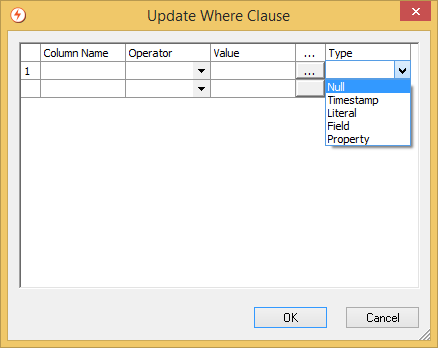 Update Where Clause
Column Name Operator Value ... Type
1 ...
Null
Timestamp
Literal
Field
Property
OK Cancel